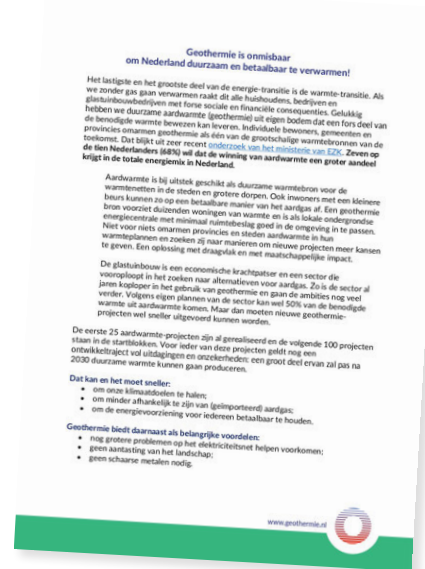 Geothermie is onmisbaar
om Nederland duurzaam en betaalbaar te verwarmen!
Het lastigste en het grootste deel van de energie-transitie is de warmte-transitie. Als
we zonder gas gaan verwarmen raakt dit alle huishoudens, bedrijven en
glastuinbouwbedrijven met forse sociale en financiële consequenties. Gelukkig
hebben we duurzame aardwarmte (geothermie) uit eigen bodem dat een fors deel van
de benodigde warmte bewezen kan leveren. Individuele bewoners, gemeenten en
provincies omarmen geothermie als één van de grootschalige warmtebronnen van de
toekomst. Dat blijkt uit zeer recent onderzoek van het ministerie van EZK. Zeven op
de tien Nederlanders (68%) wil dat de winning van aardwarmte een groter aandeel
krijgt in de totale energiemix in Nederland.
Aardwarmte is bij uitstek geschikt als duurzame warmtebron voor de
warmtenetten in de steden en grotere dorpen. Ook inwoners met een kleinere
beurs kunnen zo op een betaalbare manier van het aardgas af. Een geothermie
bron voorziet duizenden woningen van warmte en is als lokale ondergrondse
energiecentrale met minimaal ruimtebeslag goed in de omgeving in te passen.
Niet voor niets omarmen provincies en steden aardwarmte in hun
warmteplannen en zoeken zij naar manieren om nieuwe projecten meer kansen
te geven. Een oplossing met draagvlak en met maatschappelijke impact.
De glastuinbouw is een economische krachtpatser en een sector die
vooroploopt in het zoeken naar alternatieven voor aardgas. Zo is de sector al
jaren koploper in het gebruik van geothermie en gaan de ambities nog veel
verder. Volgens eigen plannen van de sector kan wel 50% van de benodigde
warmte uit aardwarmte komen. Maar dan moeten nieuwe geothermie-
projecten wel sneller uitgevoerd kunnen worden.
De eerste 25 aardwarmte-projecten zijn al gerealiseerd en de volgende 100 projecten
staan in de startblokken. Voor ieder van deze projecten geldt nog een
ontwikkeltraject vol uitdagingen en onzekerheden: een groot deel ervan zal pas na
2030 duurzame warmte kunnen gaan produceren.
Dat kan en het moet sneller:
• om onze klimaatdoelen te halen;
• om minder afhankelijk te zijn van (geïmporteerd) aardgas;
• om de energievoorziening voor iedereen betaalbaar te houden.
Geothermie biedt daarnaast als belangrijke voordelen:
• nog grotere problemen op het elektriciteitsnet helpen voorkomen;
• geen aantasting van het landschap;
• geen schaarse metalen nodig.
www.geothermie.nl